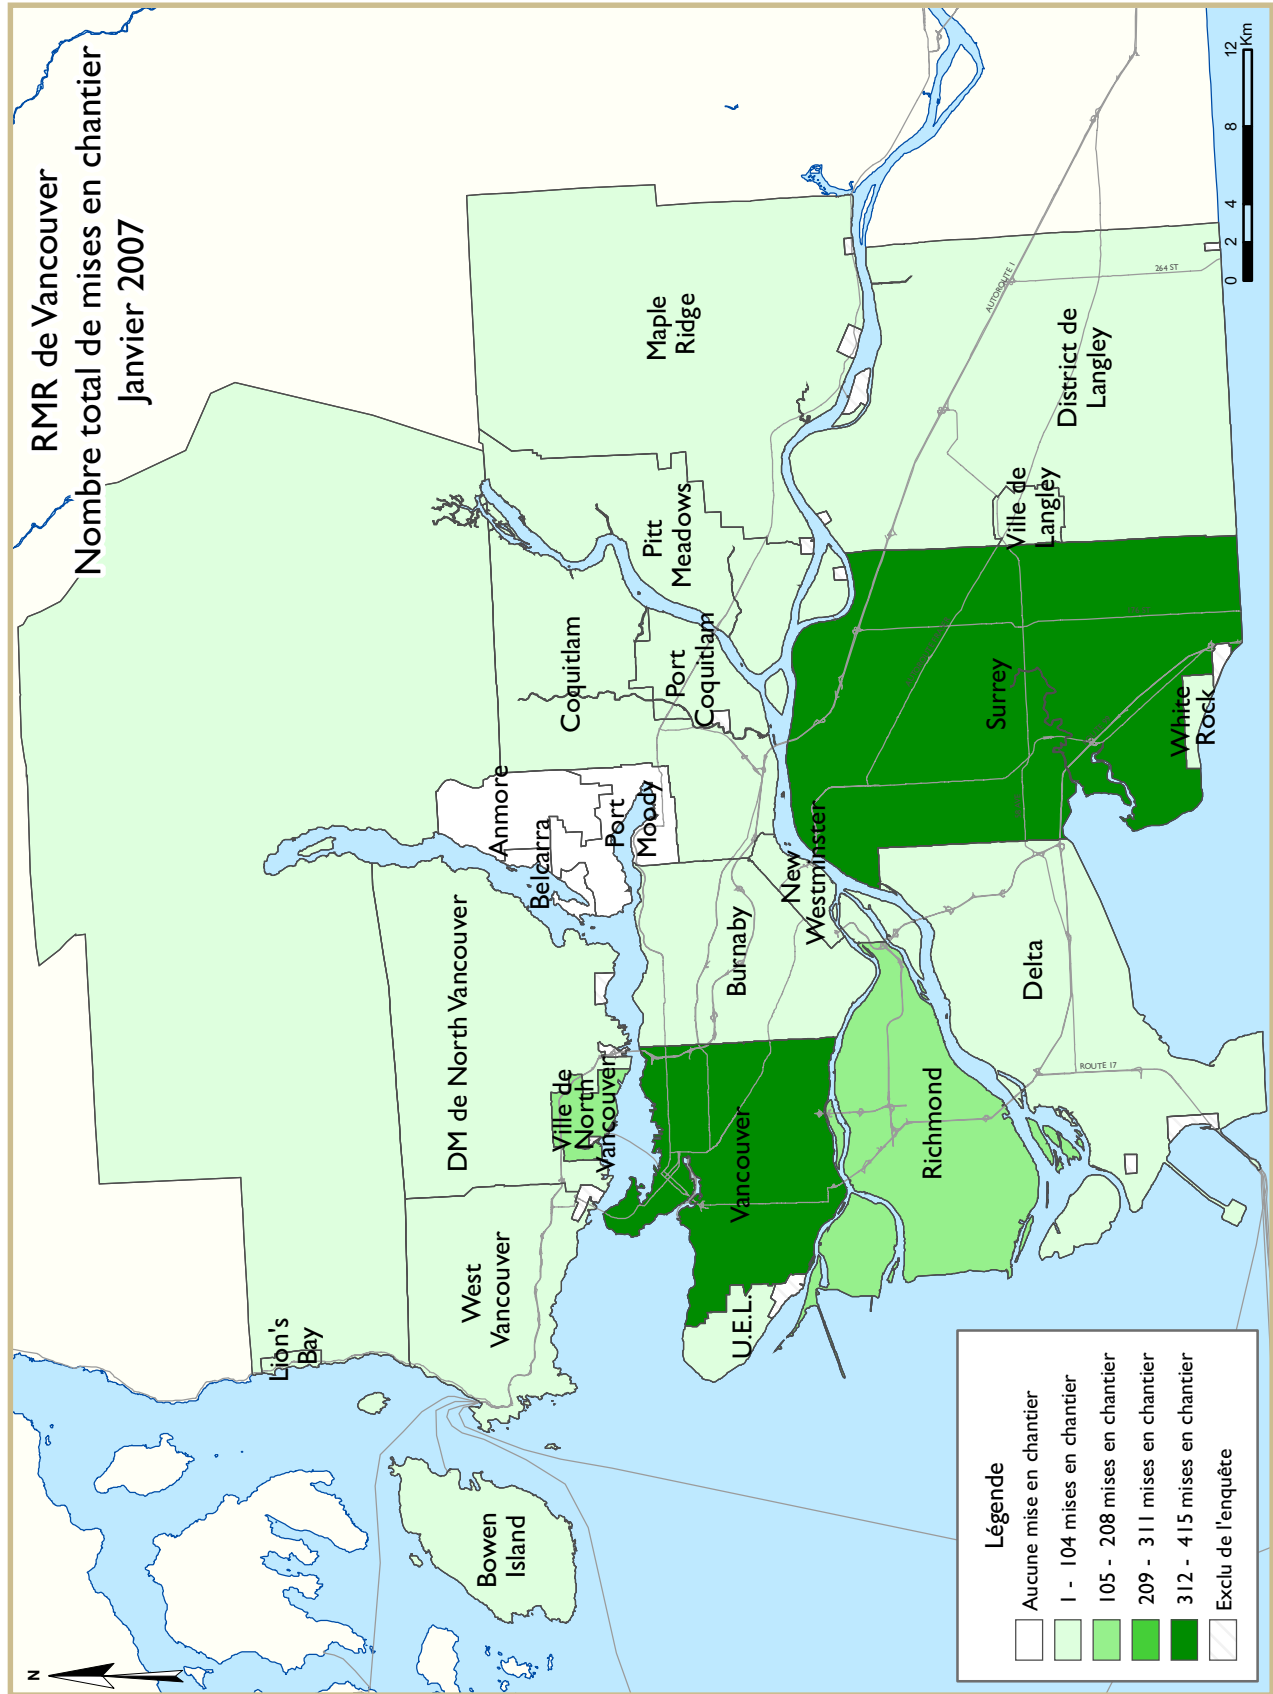 RMR de Vancouver
Nombre total de mises en chantier
Janvier 2007
N
Lion's
Bay
Bowen
Island
West
Vancouver
DM de North Vancouver
Ville de
North
Vancouver
Belcarra
Anmore
Port
Moody
Coquitlam
Port
Coquitlam
Pitt
Meadows
Maple
Ridge
U.E.L.
Vancouver
Burnaby
New
Westminster
Richmond
Delta
Surrey
White
Rock
Ville de
Langley
District de
Langley
AUTOROUTE 1
264 ST
ROUTE 17
Légende
Aucune mise en chantier
1 - 104 mises en chantier
105 - 208 mises en chantier
209 - 311 mises en chantier
312 - 415 mises en chantier
Exclu de l'enquête
0 2 4 8 12
Km